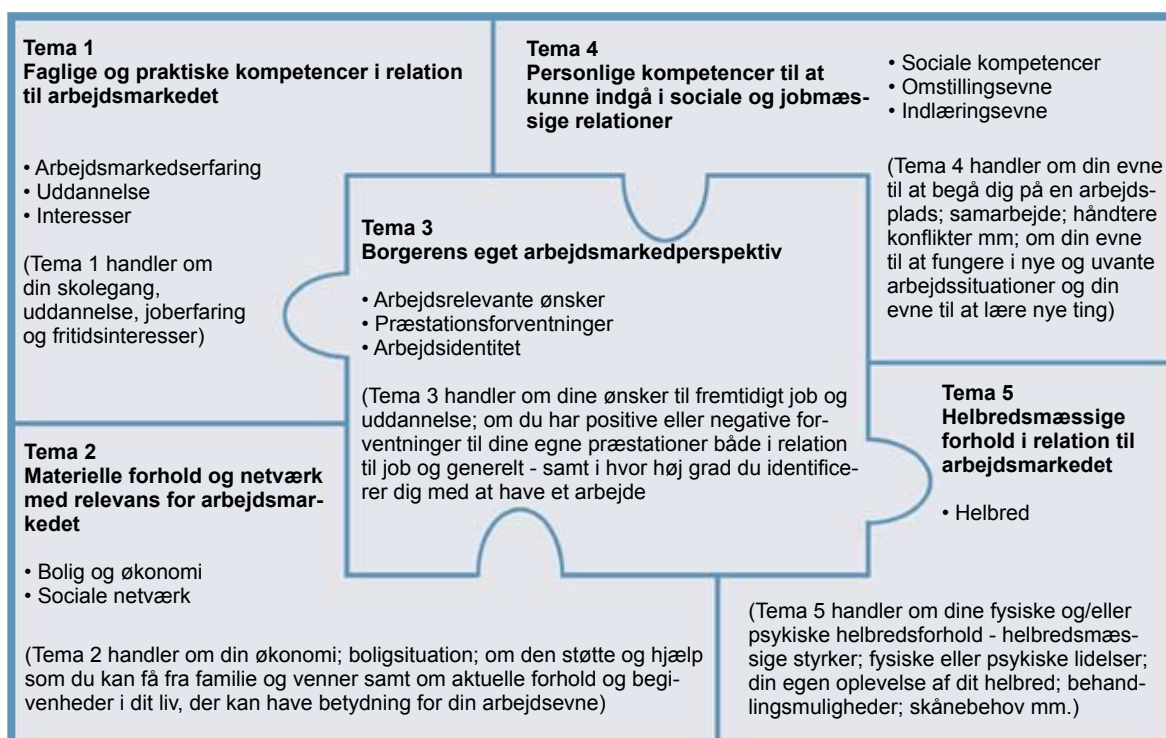 Tema 1
Faglige og praktiske kompetencer i relation
til arbejdsmarkedet
• Arbejdsmarkedserfaring
• Uddannelse
• Interesser
(Tema 1 handler om
din skolegang,
uddannelse, joberfaring
og fritidsinteresser)
Tema 4
Personlige kompetencer til at
kunne indgå i sociale og jobmæs-
sige relationer
• Sociale kompetencer
• Omstillingsevne
• Indlæringsevne
(Tema 4 handler om din evne
til at begå dig på en arbejds-
plads; samarbejde; håndtere
konflikter mm; om din evne
til at fungere i nye og uvante
arbejdssituationer og din
evne til at lære nye ting)
Tema 3
Borgerens eget arbejdsmarkedperspektiv
• Arbejdsrelevante ønsker
• Præstationsforventninger
• Arbejdsidentitet
(Tema 3 handler om dine ønsker til fremtidigt job og
uddannelse; om du har positive eller negative for-
ventninger til dine egne præstationer både i relation
til job og generelt - samt i hvor høj grad du identifice-
rer dig med at have et arbejde
Tema 2
Materielle forhold og netværk
med relevans for arbejdsmar-
kedet
• Bolig og økonomi
• Sociale netværk
(Tema 2 handler om din økonomi; boligsituation; om den støtte og hjælp
som du kan få fra familie og venner samt om aktuelle forhold og begi-
venheder i dit liv, der kan have betydning for din arbejdsevne)
Tema 5
Helbredsmæssige
forhold i relation til
arbejdsmarkedet
• Helbred
(Tema 5 handler om dine fysiske og/eller
psykiske helbredsforhold - helbredsmæs-
sige styrker; fysiske eller psykiske lidelser;
din egen oplevelse af dit helbred; behand-
lingsmuligheder; skånebehov mm.)